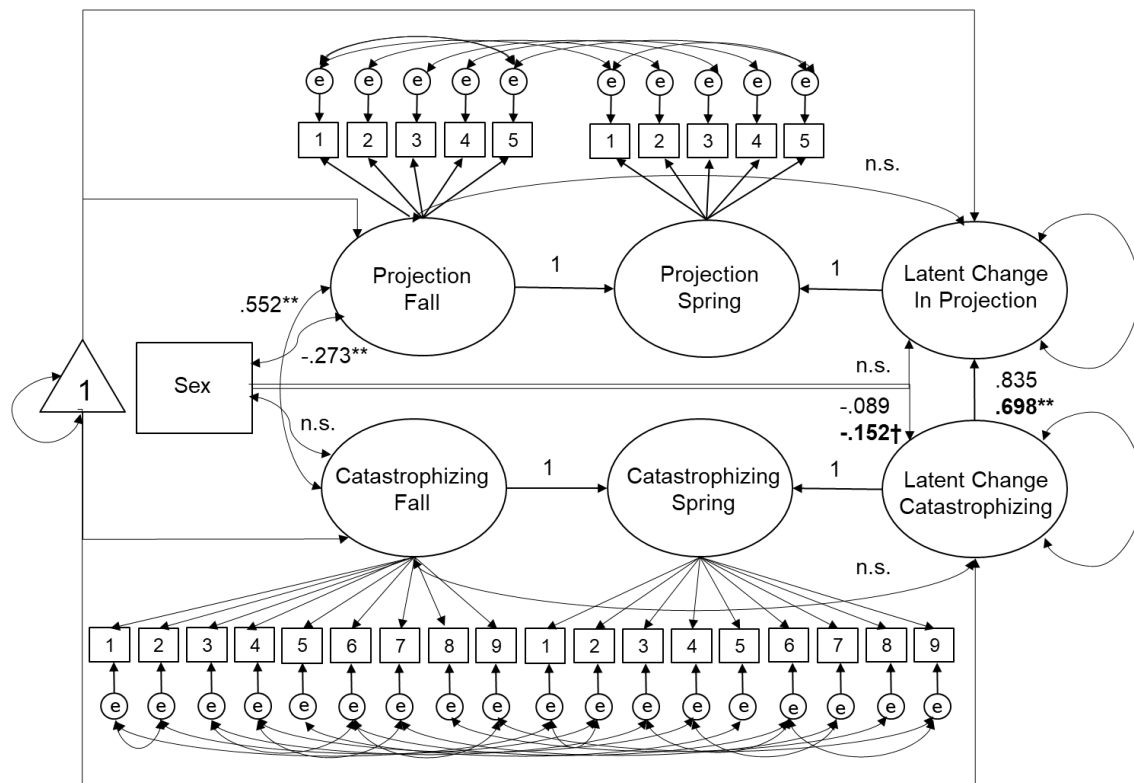 e e e e e e e e e e
1 2 3 4 5 1 2 3 4 5
n.s.
Projection
Fall
1
Projection
Spring
1
Latent Change
In Projection
.552**
-.273**
1
Sex
n.s.
n.s.
-.089
-.152†
.835
.698**
Catastrophizing
Fall
1
Catastrophizing
Spring
1
Latent Change
Catastrophizing
n.s.
1 2 3 4 5 6 7 8 9 1 2 3 4 5 6 7 8 9
e e e e e e e e e e e e e e e e e e